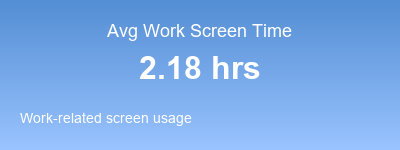 Avg Work Screen Time
2.18 hrs
Work-related screen usage